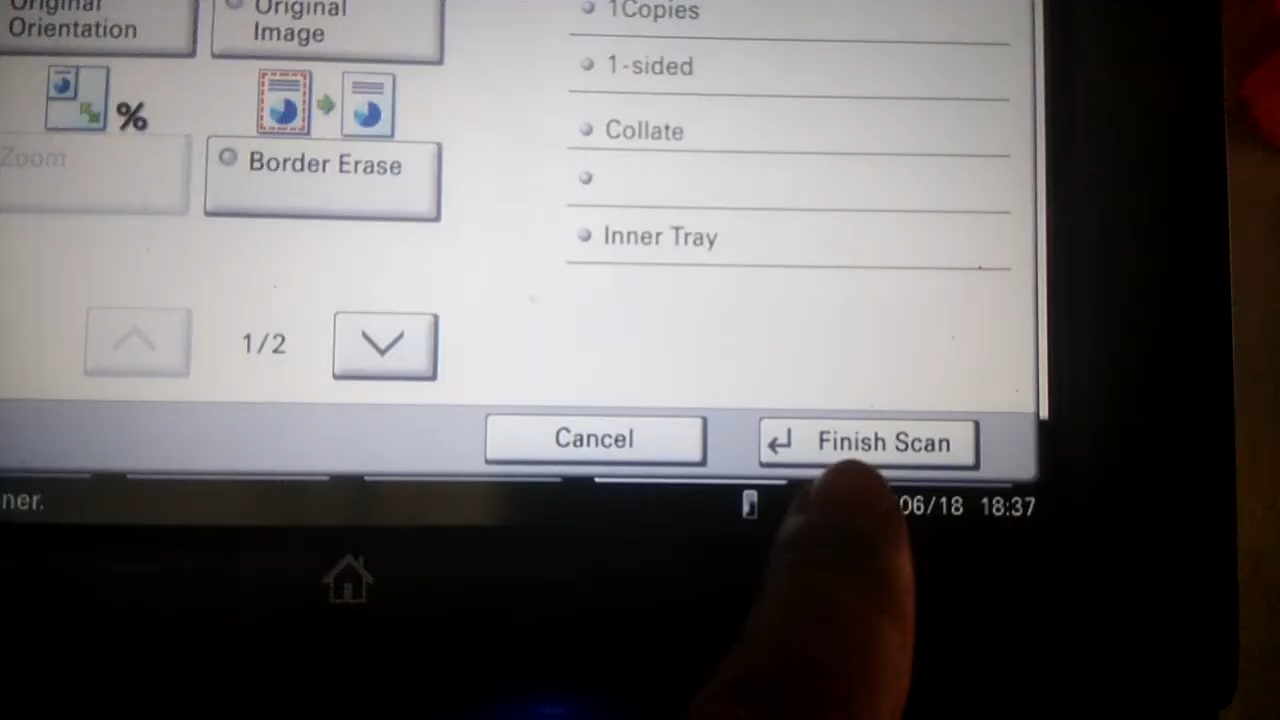 Original
Orientation
Original
Image
1Copies
1-sided
Collate
Inner Tray
%
Zoom
Border Erase
1/2
Cancel
Finish Scan
ner.
06/18 18:37